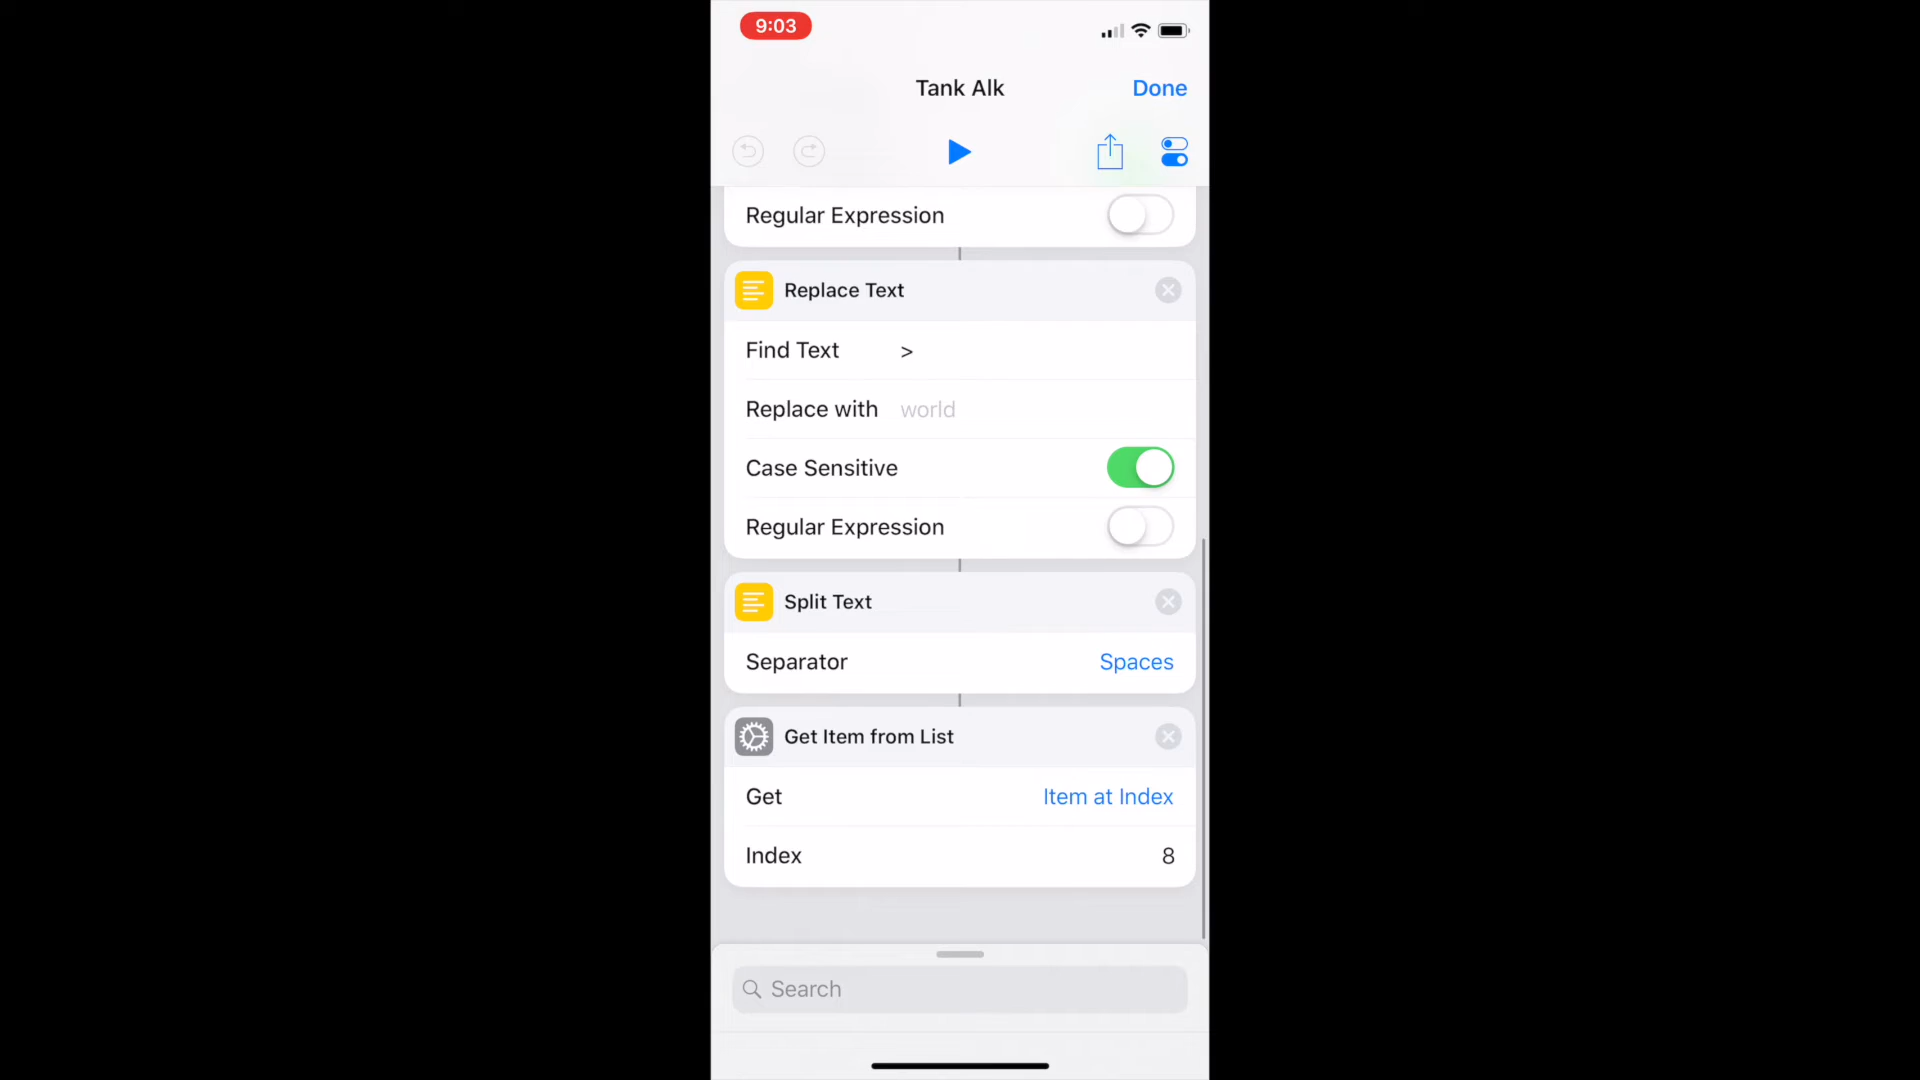 9:03
Tank Alk
Done
Regular Expression
Replace Text
Find Text >
Replace with world
Case Sensitive
Regular Expression
Split Text
Separator Spaces
Get Item from List
Get Item at Index
Index 8
Search